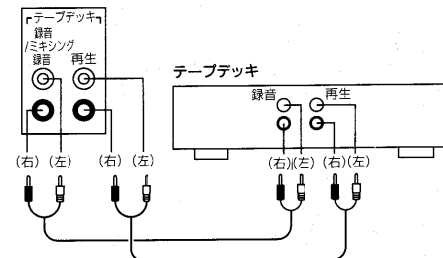 テープデッキ
録音
/ミキシング
録音
再生
(右) (左) (右) (左)
テープデッキ
録音 再生
(右) (左) (右) (左)